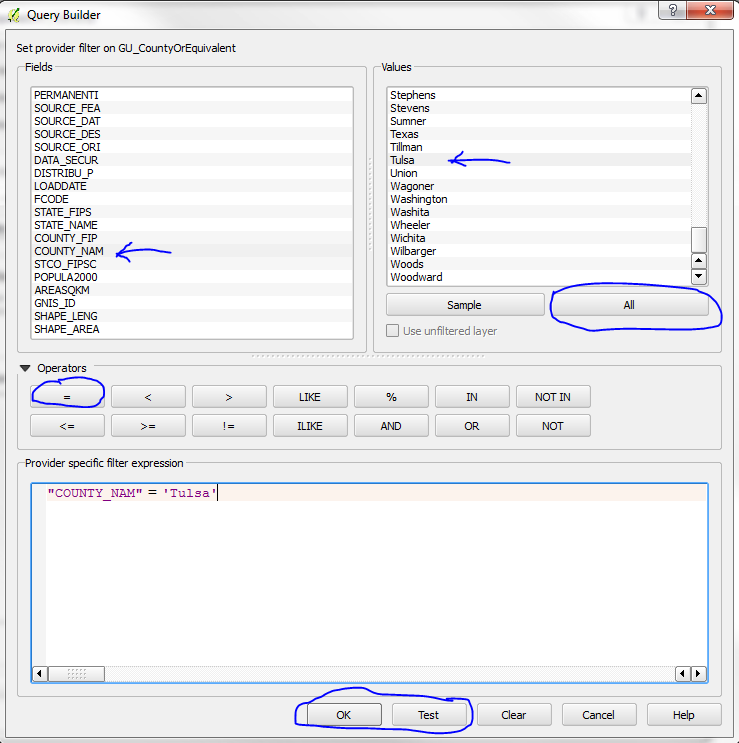 Query Builder
?
Set provider filter on GU_CountyOrEquivalent
Fields
PERMANENTI
SOURCE_FEA
SOURCE_DAT
SOURCE_DES
SOURCE_ORI
DATA_SECUR
DISTRIBU_P
LOADDATE
FCODE
STATE_FIPS
STATE_NAME
COUNTY_FIP
COUNTY_NAM
STCO_FIPSC
POPULA2000
AREASQKM
GNIS_ID
SHAPE_LENG
SHAPE_AREA
Values
Stephens
Stevens
Sumner
Texas
Tillman
Tulsa
Union
Wagoner
Washington
Washita
Wheeler
Wichita
Wilbarger
Woods
Woodward
Sample All
Use unfiltered layer
Operators
= < > LIKE % IN NOT IN
<= >= != ILIKE AND OR NOT
Provider specific filter expression
"COUNTY_NAM" = 'Tulsa'
OK Test Clear Cancel Help